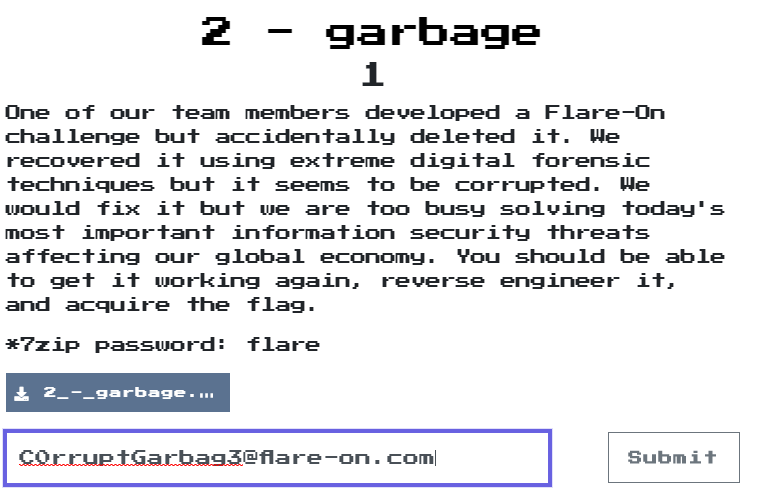 2 - garbage
1
One of our team members developed a Flare-On
challenge but accidentally deleted it. We
recovered it using extreme digital forensic
techniques but it seems to be corrupted. We
would fix it but we are too busy solving today's
most important information security threats
affecting our global economy. You should be able
to get it working again, reverse engineer it,
and acquire the flag.
*7zip password: flare
2_-_garbage.…
C0rruptGarbag3@flare-on.com
Submit